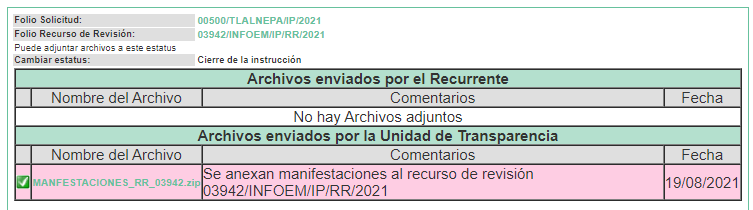 Folio Solicitud: 00500/TLALNEPA/IP/2021
Folio Recurso de Revisión: 03942/INFOEM/IP/RR/2021
Puede adjuntar archivos a este estatus
Cambiar estatus: Cierre de la instrucción
Archivos enviados por el Recurrente
Nombre del Archivo Comentarios Fecha
No hay Archivos adjuntos
Archivos enviados por la Unidad de Transparencia
Nombre del Archivo Comentarios Fecha
MANFESTACIONES_RR_03942.zip Se anexan manifestaciones al recurso de revisión 19/08/2021
03942/INFOEM/IP/RR/2021